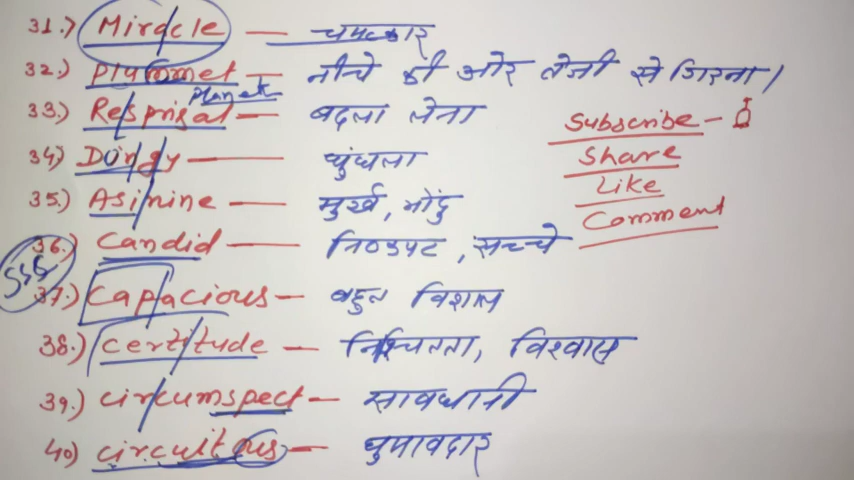 31.) Miracle — चमत्कार
32.) Plummet — नीचे की ओर तेजी से गिरना।
Planet
33.) Resprisal — बदला लेना
Subscribe -
34) Dingy — धुंधला
Share
35.) Asinine — मुर्ख, भोंदु
Like
Comment
36.) Candid — निष्कपट, सच्चे
SSC
37.) Capacious — बहुत विशाल
38.) Certitude — निश्चितता, विश्वास
39.) circumspect — सावधानी
40) circuitous — घुमावदार